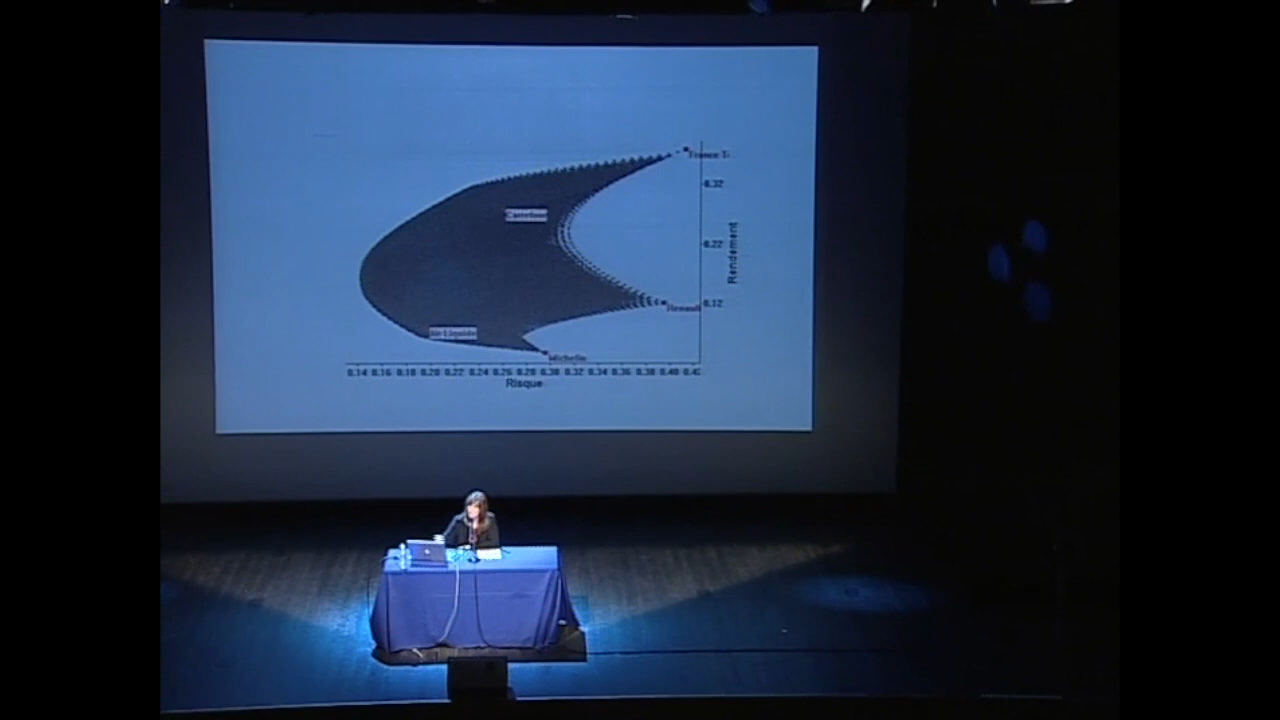 France T.
0.32
Rendement
0.22
0.12
Renault
Air Liquide
Michelin
0.14 0.16 0.18 0.20 0.22 0.24 0.26 0.28 0.30 0.32 0.34 0.36 0.38 0.40
Risque